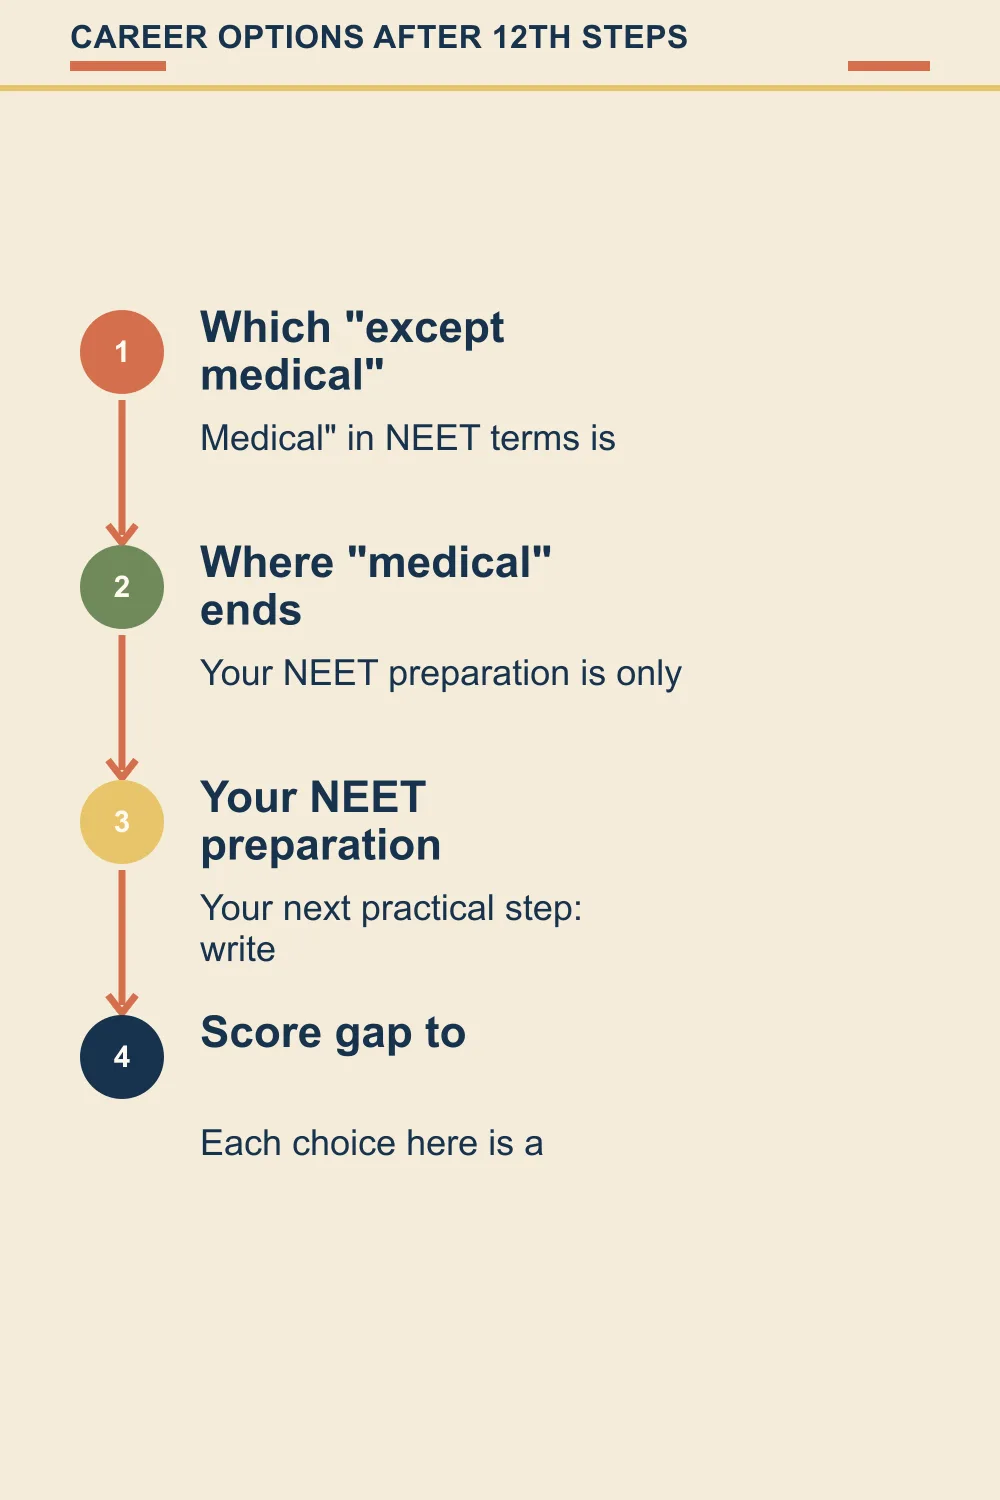 CAREER OPTIONS AFTER 12TH STEPS
1
Which "except
medical"
Medical" in NEET terms is
2
Where "medical"
ends
Your NEET preparation is only
3
Your NEET
preparation
Your next practical step:
write
4
Score gap to
Each choice here is a